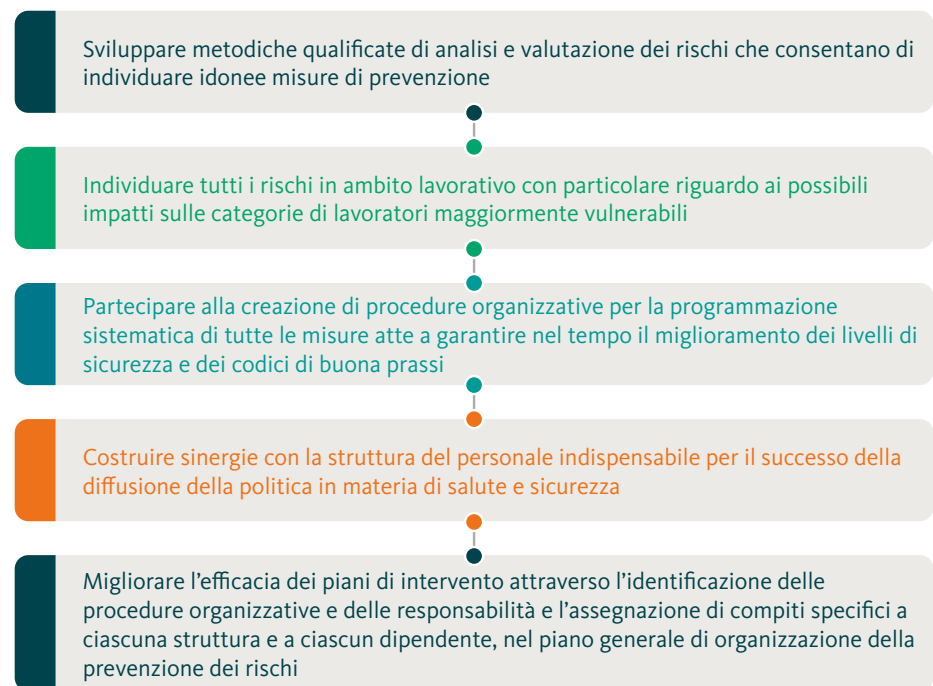 Sviluppare metodiche qualificate di analisi e valutazione dei rischi che consentano di
individuare idonee misure di prevenzione
Individuare tutti i rischi in ambito lavorativo con particolare riguardo ai possibili
impatti sulle categorie di lavoratori maggiormente vulnerabili
Partecipare alla creazione di procedure organizzative per la programmazione
sistematica di tutte le misure atte a garantire nel tempo il miglioramento dei livelli di
sicurezza e dei codici di buona prassi
Costruire sinergie con la struttura del personale indispensabile per il successo della
diffusione della politica in materia di salute e sicurezza
Migliorare l'efficacia dei piani di intervento attraverso l'identificazione delle
procedure organizzative e delle responsabilità e l'assegnazione di compiti specifici a
ciascuna struttura e a ciascun dipendente, nel piano generale di organizzazione della
prevenzione dei rischi